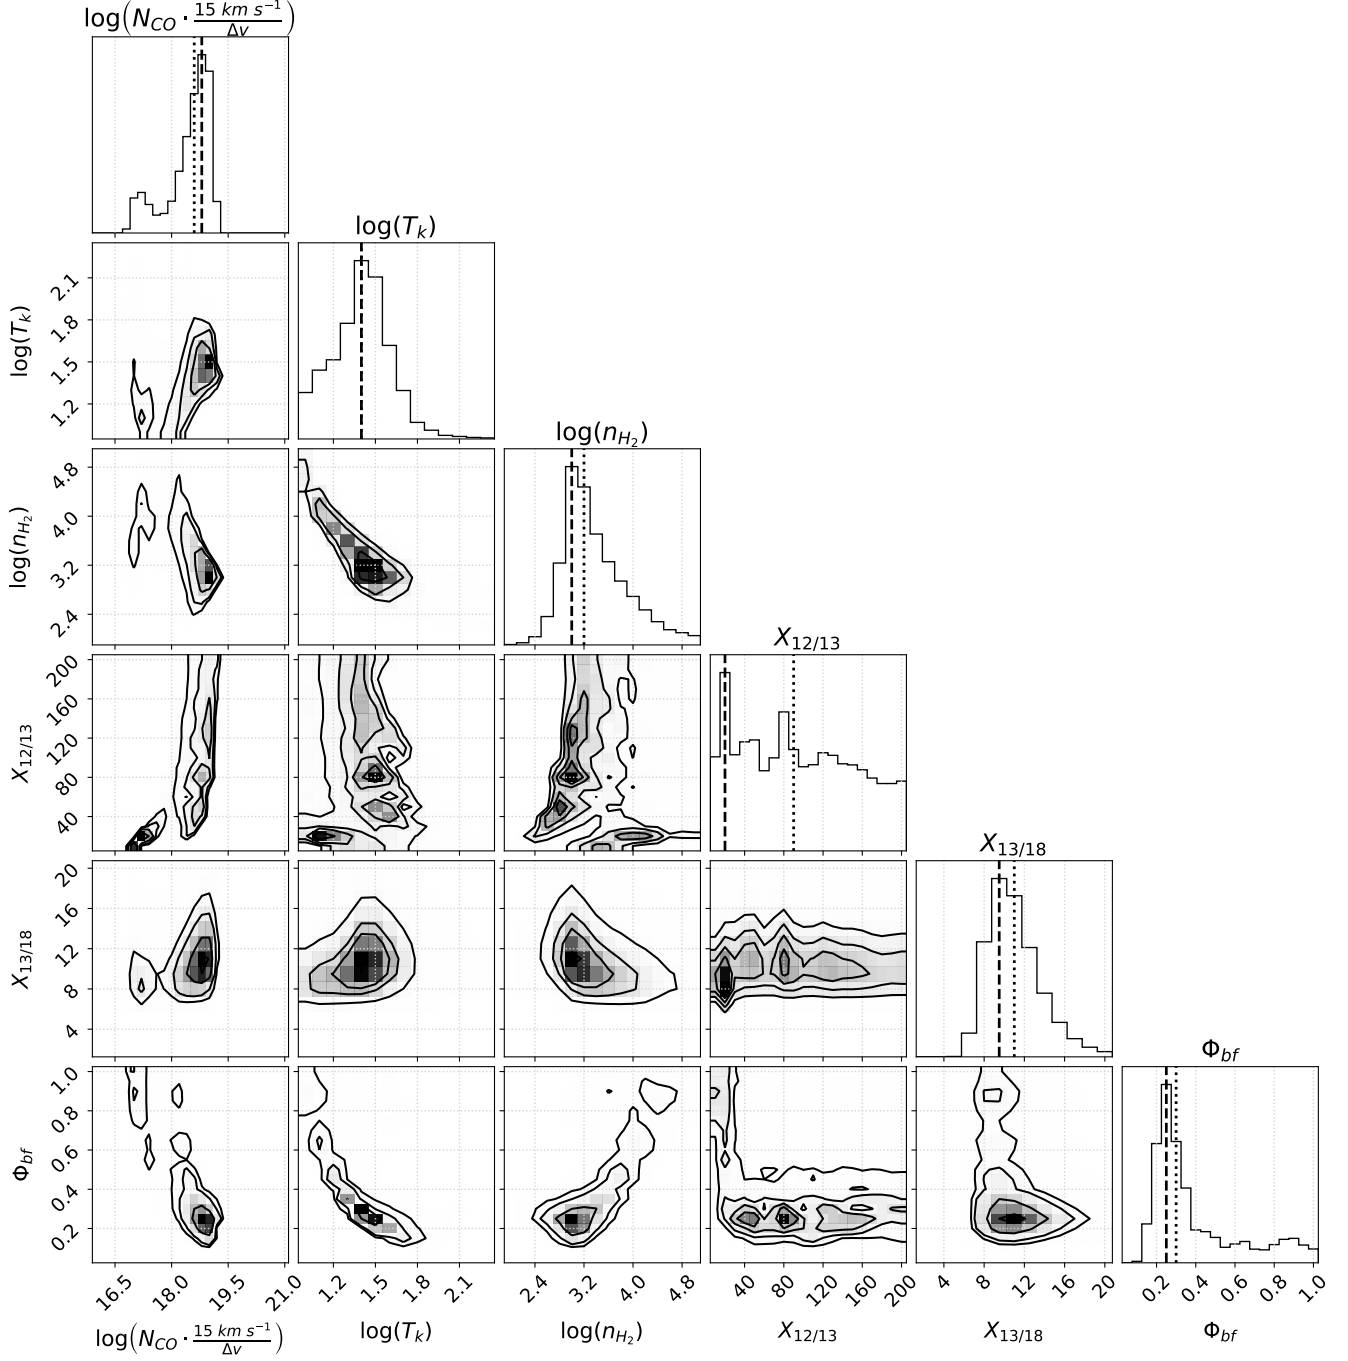 log(N_CO · 15 km s⁻¹/Δv)
log(T_k)
2.1
1.8
1.5
1.2
log(T_k)
log(n_H₂)
4.8
4.0
3.2
2.4
log(n_H₂)
X_12/13
200
160
120
80
40
X_12/13
X_13/18
20
16
12
8
4
X_13/18
Φ_bf
1.0
0.8
0.6
0.4
0.2
Φ_bf
16.5 18.0 19.5 21.0 1.2 1.5 1.8 2.1 2.4 3.2 4.0 4.8 40 80 120 160 200 4 8 12 16 20 0.2 0.4 0.6 0.8 1.0
log(N_CO · 15 km s⁻¹/Δv) log(T_k) log(n_H₂) X_12/13 X_13/18 Φ_bf